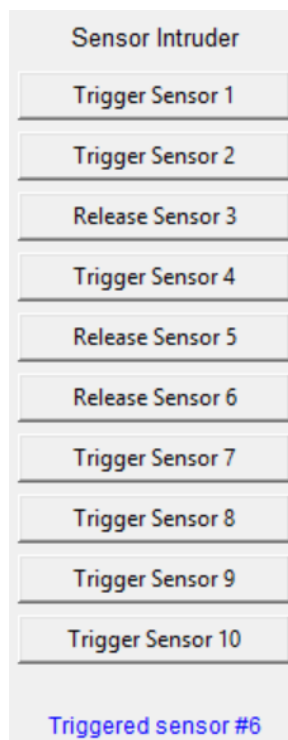 Sensor Intruder
Trigger Sensor 1
Trigger Sensor 2
Release Sensor 3
Trigger Sensor 4
Release Sensor 5
Release Sensor 6
Trigger Sensor 7
Trigger Sensor 8
Trigger Sensor 9
Trigger Sensor 10
Triggered sensor #6